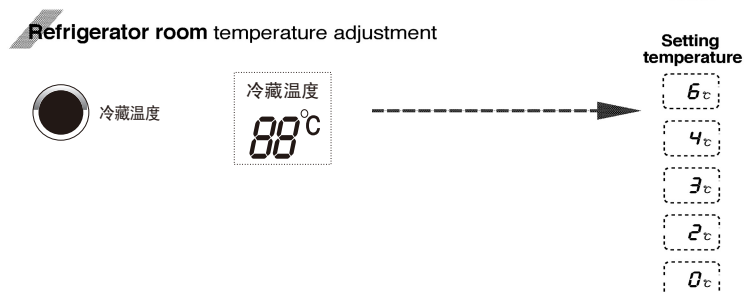 Refrigerator room temperature adjustment
Setting
temperature
冷藏温度
冷藏温度
88°C
6℃
4℃
3℃
2℃
0℃